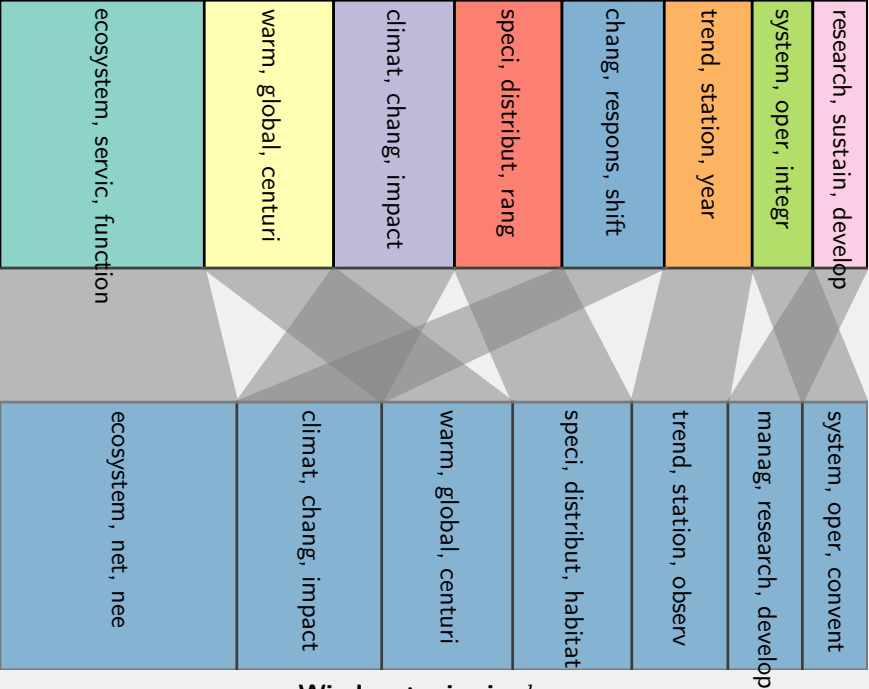 ecosystem, servic, function
warm, global, centuri
climat, chang, impact
speci, distribut, rang
chang, respons, shift
trend, station, year
system, oper, integr
research, sustain, develop
ecosystem, net, nee
climat, chang, impact
warm, global, centuri
speci, distribut, habitat
trend, station, observ
manag, research, develop
system, oper, convent